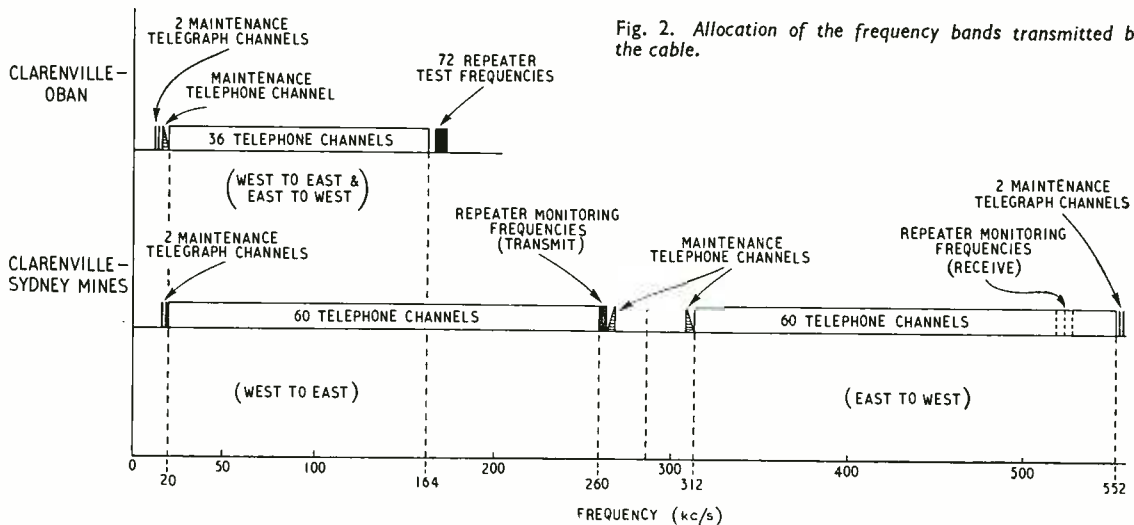 Fig. 2. Allocation of the frequency bands transmitted b
the cable.
2 MAINTENANCE
TELEGRAPH CHANNELS
CLARENVILLE-
OBAN
MAINTENANCE
TELEPHONE CHANNEL
72 REPEATER
TEST FREQUENCIES
36 TELEPHONE CHANNELS
(WEST TO EAST &
EAST TO WEST)
CLARENVILLE-
SYDNEY MINES
2 MAINTENANCE
TELEGRAPH CHANNELS
REPEATER MONITORING
FREQUENCIES
(TRANSMIT)
MAINTENANCE
TELEPHONE CHANNELS
2 MAINTENANCE
TELEGRAPH CHANNELS
REPEATER MONITORING
FREQUENCIES
(RECEIVE)
60 TELEPHONE CHANNELS
60 TELEPHONE CHANNELS
(WEST TO EAST)
(EAST TO WEST)
0 50 100 200 300 400 500
20 164 260 312 552
FREQUENCY (kc/s)